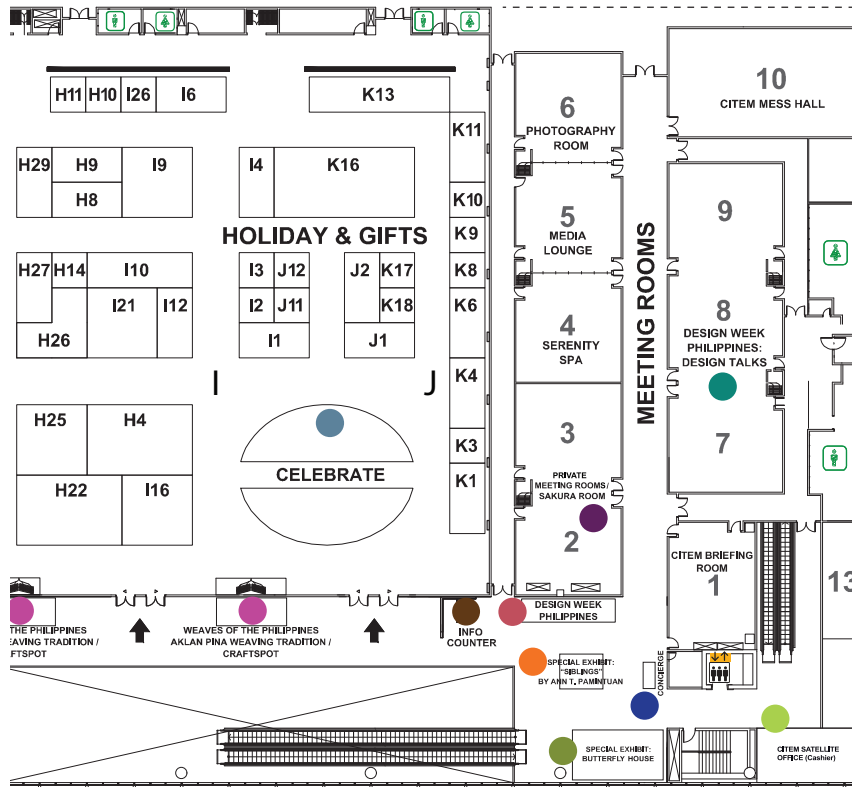 H11 H10 I26 I6
K13
K11
H29 H9 I9
H8
I4 K16
K10
HOLIDAY & GIFTS
K9
H27 H14 I10
I3 J12 J2 K17
K8
I21 I12
I2 J11 K18
K6
H26
I1 J1
I J
K4
H25 H4
K3
CELEBRATE
K1
H22 I16
6
PHOTOGRAPHY
ROOM
5
MEDIA
LOUNGE
4
SERENITY
SPA
3
PRIVATE
MEETING ROOMS/
SAKURA ROOM
2
MEETING ROOMS
10
CITEM MESS HALL
9
8
DESIGN WEEK
PHILIPPINES:
DESIGN TALKS
7
CITEM BRIEFING
ROOM
1
13
THE PHILIPPINES
EAVING TRADITION /
AFTSPOT
WEAVES OF THE PHILIPPINES
AKLAN PINA WEAVING TRADITION /
CRAFTSPOT
INFO
COUNTER
DESIGN WEEK
PHILIPPINES
SPECIAL EXHIBIT:
"SIBLINGS"
BY ANN T. PAMINTUAN
CONCIERGE
SPECIAL EXHIBIT:
BUTTERFLY HOUSE
CITEM SATELLITE
OFFICE (Cashier)